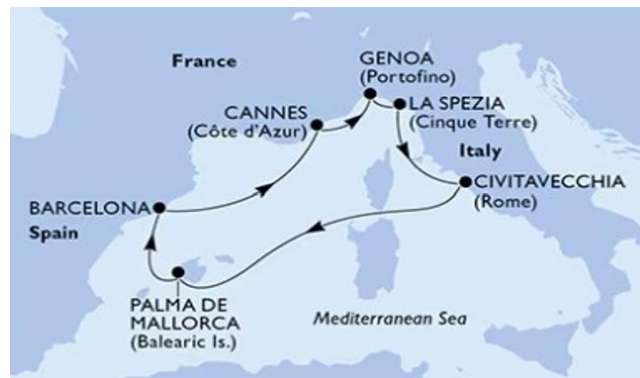 France
GENOA
(Portofino)
CANNES
(Côte d'Azur)
LA SPEZIA
(Cinque Terre)
Italy
CIVITAVECCHIA
(Rome)
BARCELONA
Spain
PALMA DE
MALLORCA
(Balearic Is.)
Mediterranean Sea